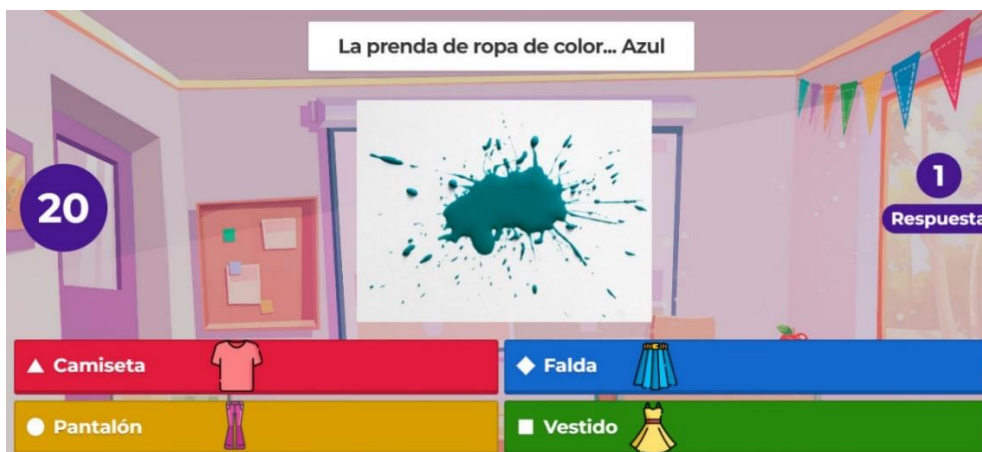 La prenda de ropa de color... Azul
20
1
Respuesta
Camiseta
Falda
Pantalón
Vestido